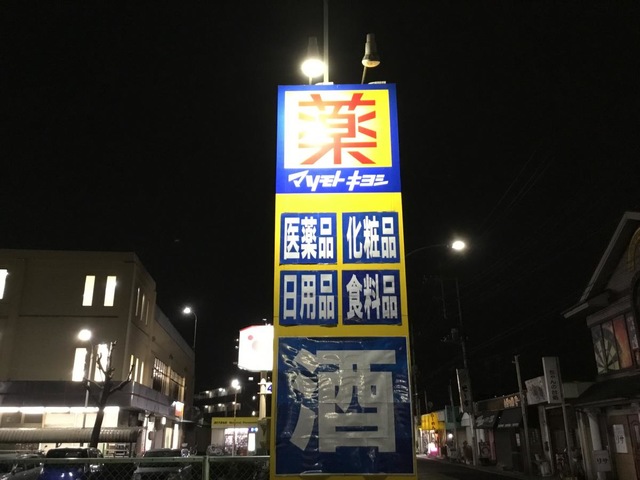 薬
マツモトキヨシ
医薬品 化粧品
日用品 食料品
酒